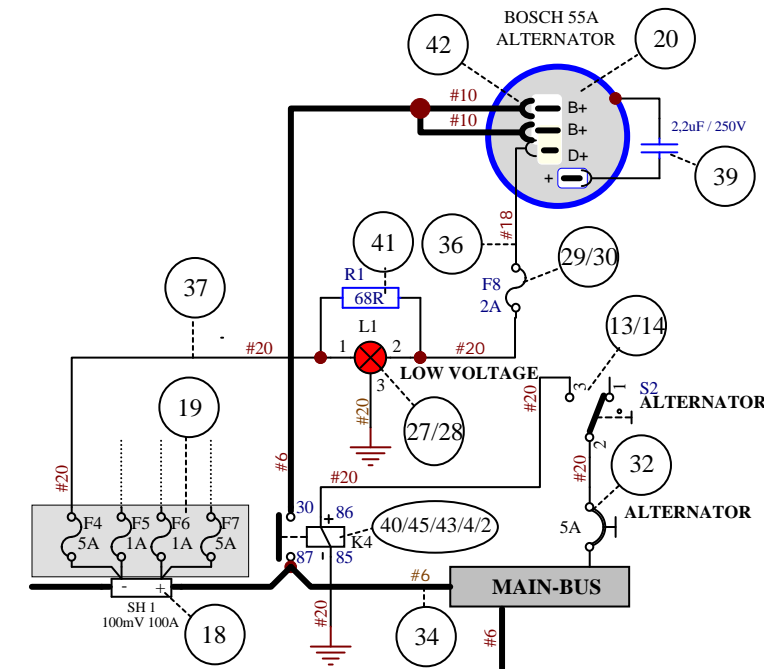 BOSCH 55A
ALTERNATOR
42
20
#10
#10
B+
B+
D+
+
2,2uF / 250V
39
#18
36
41
29/30
F8
2A
R1
68R
37
L1
#20
1
2
#20
3
LOW VOLTAGE
13/14
3
1
S2
ALTERNATOR
#20
#20
27/28
2
19
#6
#20
#20
32
#20
F4
5A
F5
1A
F6
1A
F7
5A
30
+ 86
K4
40/45/43/4/2
- 85
87
5A
ALTERNATOR
- +
SH 1
100mV 100A
18
#20
#6
34
MAIN-BUS
#6